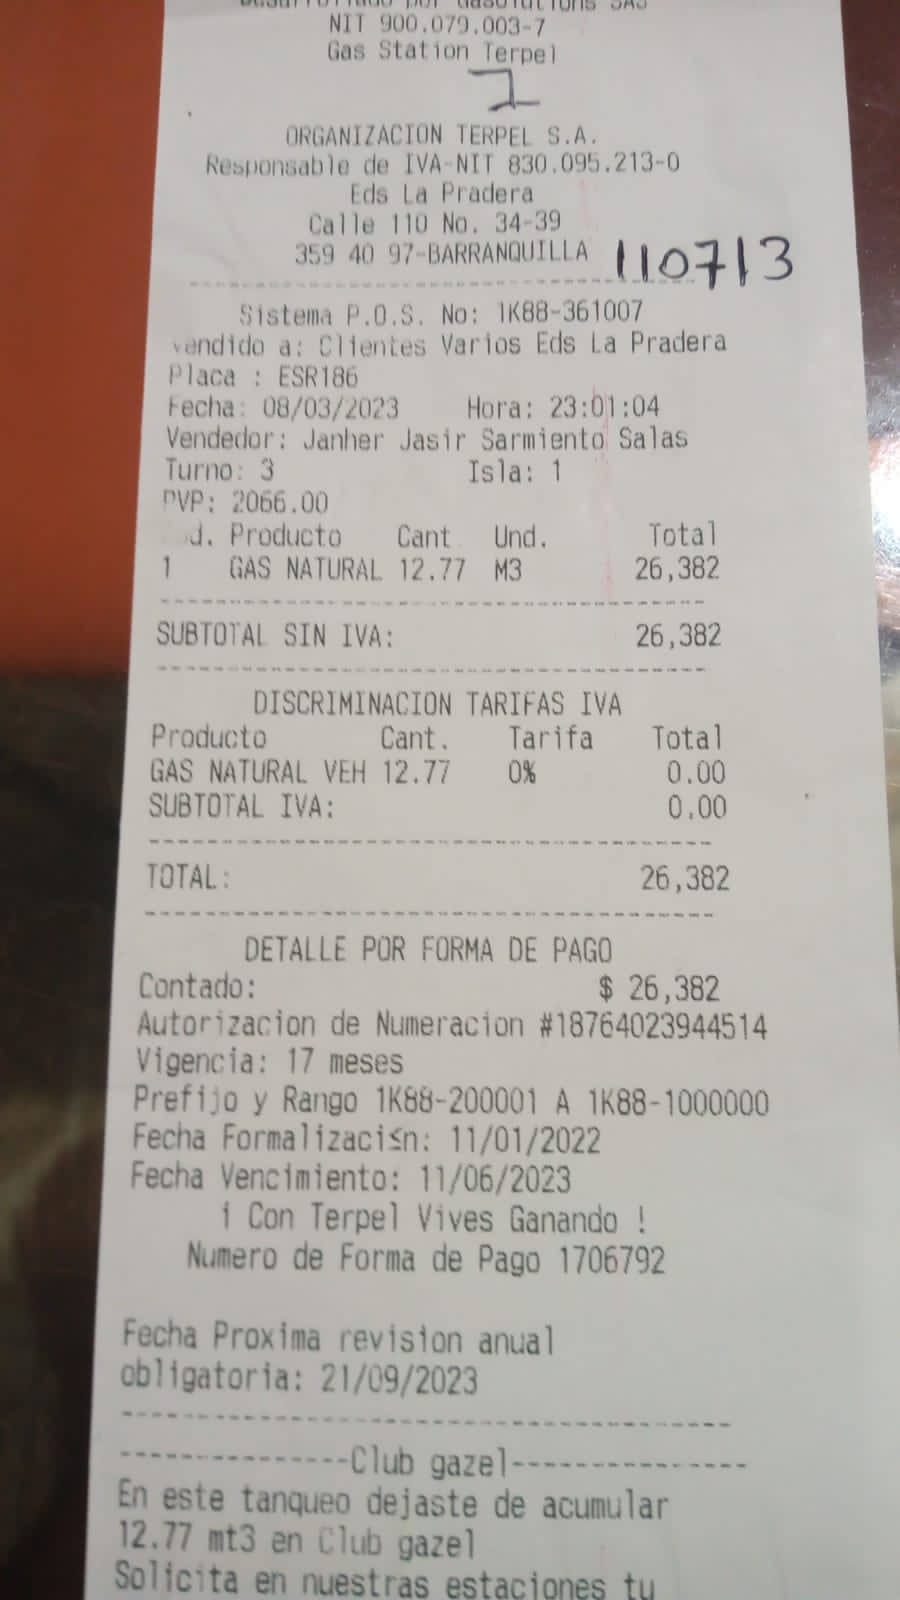 Desarrollado por Gasolutions SAS
NIT 900.079.003-7
Gas Station Terpel
ORGANIZACION TERPEL S.A.
Responsable de IVA-NIT 830.095.213-0
Eds La Pradera
Calle 110 No. 34-39
359 40 97-BARRANQUILLA 110713
Sistema P.O.S. No: 1K88-361007
vendido a: Clientes Varios Eds La Pradera
Placa : ESR186
Fecha: 08/03/2023 Hora: 23:01:04
Vendedor: Janher Jasir Sarmiento Salas
Turno: 3 Isla: 1
PVP: 2066.00
d. Producto Cant Und. Total
1 GAS NATURAL 12.77 M3 26,382
SUBTOTAL SIN IVA: 26,382
DISCRIMINACION TARIFAS IVA
Producto Cant. Tarifa Total
GAS NATURAL VEH 12.77 0% 0.00
SUBTOTAL IVA: 0.00
TOTAL: 26,382
DETALLE POR FORMA DE PAGO
Contado: $ 26,382
Autorizacion de Numeracion #18764023944514
Vigencia: 17 meses
Prefijo y Rango 1K88-200001 A 1K88-1000000
Fecha Formalizaci≤n: 11/01/2022
Fecha Vencimiento: 11/06/2023
¡ Con Terpel Vives Ganando !
Numero de Forma de Pago 1706792
Fecha Proxima revision anual
obligatoria: 21/09/2023
---------------Club gazel---------------
En este tanqueo dejaste de acumular
12.77 mt3 en Club gazel
Solicita en nuestras estaciones tu